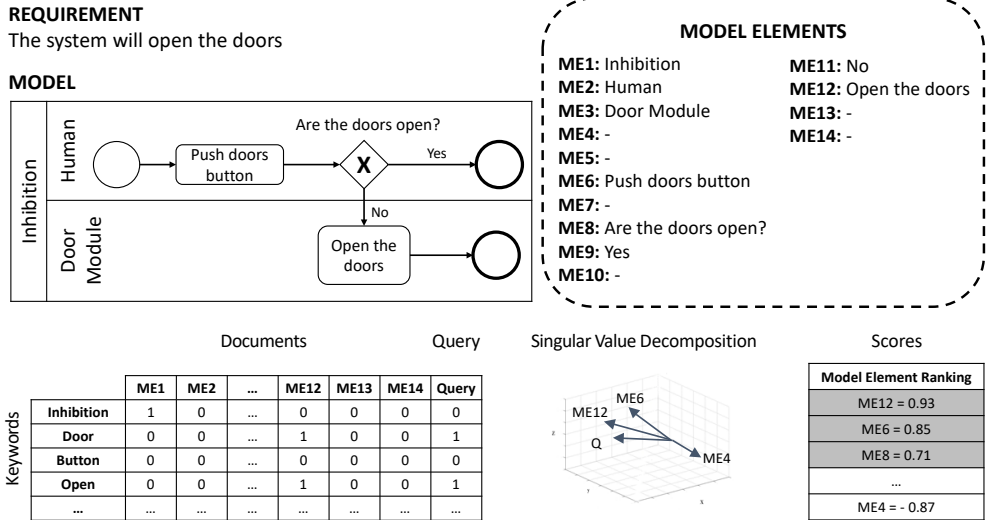 REQUIREMENT
The system will open the doors
MODEL
Inhibition
Human
Door
Module
Push doors
button
Are the doors open?
X
Yes
No
Open the
doors
MODEL ELEMENTS
ME1: Inhibition
ME2: Human
ME3: Door Module
ME4: -
ME5: -
ME6: Push doors button
ME7: -
ME8: Are the doors open?
ME9: Yes
ME10: -
ME11: No
ME12: Open the doors
ME13: -
ME14: -
Documents Query
Keywords
ME1 ME2 ... ME12 ME13 ME14 Query
Inhibition 1 0 ... 0 0 0 0
Door 0 0 ... 1 0 0 1
Button 0 0 ... 0 0 0 0
Open 0 0 ... 1 0 0 1
... ... ... ... ... ... ... ...
Singular Value Decomposition
ME6
ME12
Q
ME4
z
y
x
Scores
Model Element Ranking
ME12 = 0.93
ME6 = 0.85
ME8 = 0.71
...
ME4 = - 0.87